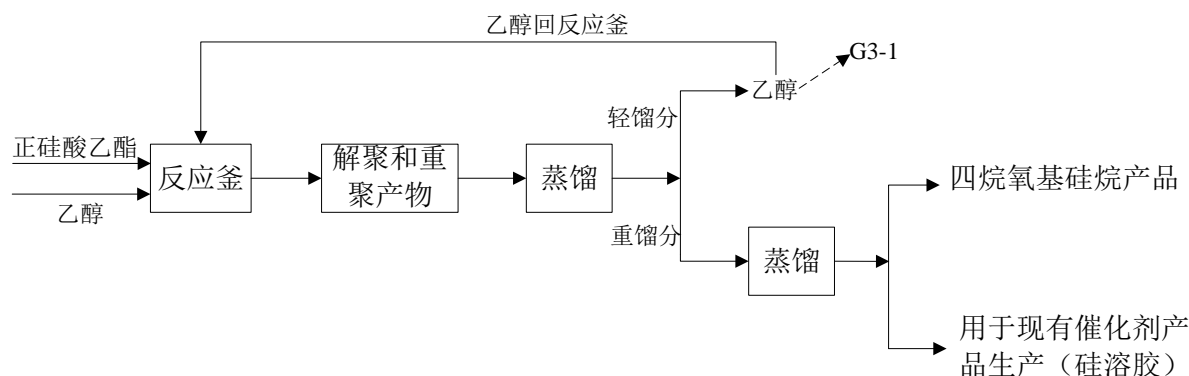 乙醇回反应釜
G3-1
乙醇
轻馏分
正硅酸乙酯
乙醇
反应釜
解聚和重
聚产物
蒸馏
重馏分
蒸馏
四烷氧基硅烷产品
用于现有催化剂产
品生产（硅溶胶）